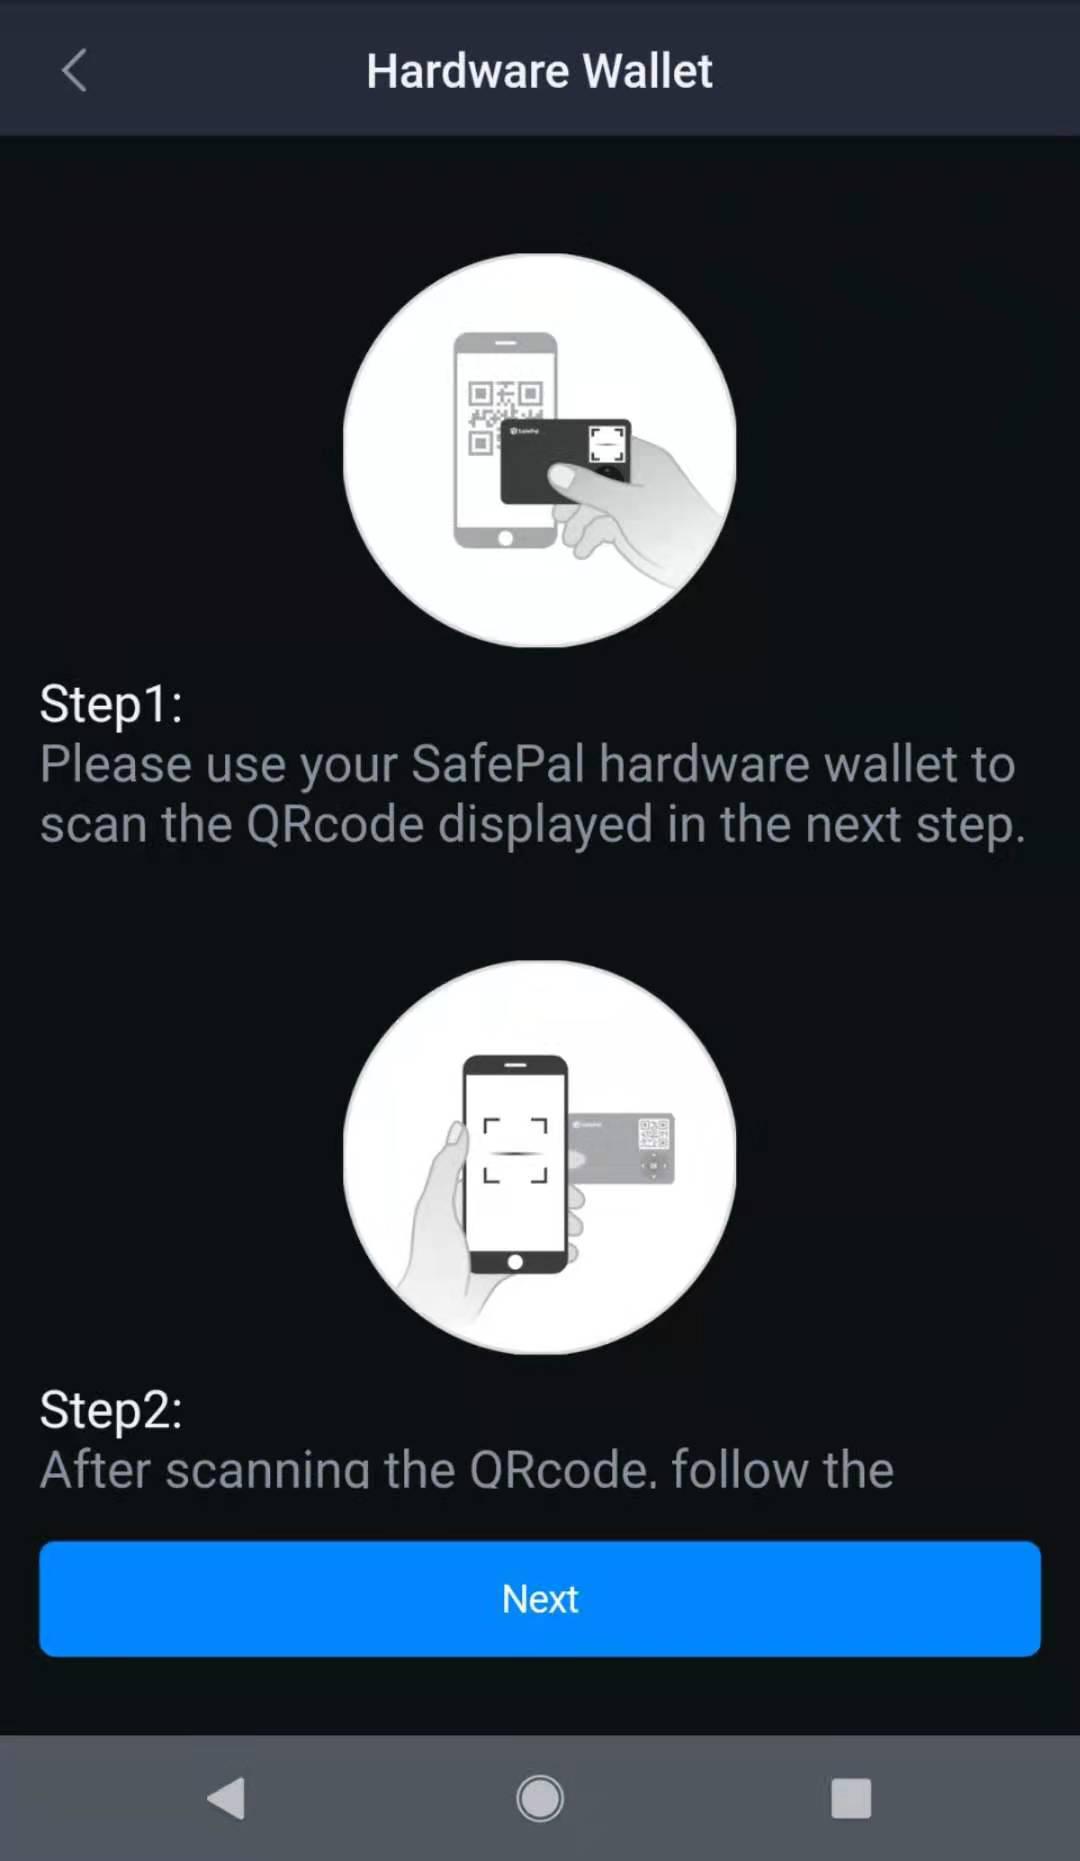 Hardware Wallet
SafePal
Step1:
Please use your SafePal hardware wallet to
scan the QRcode displayed in the next step.
Step2:
After scanning the QRcode, follow the
Next